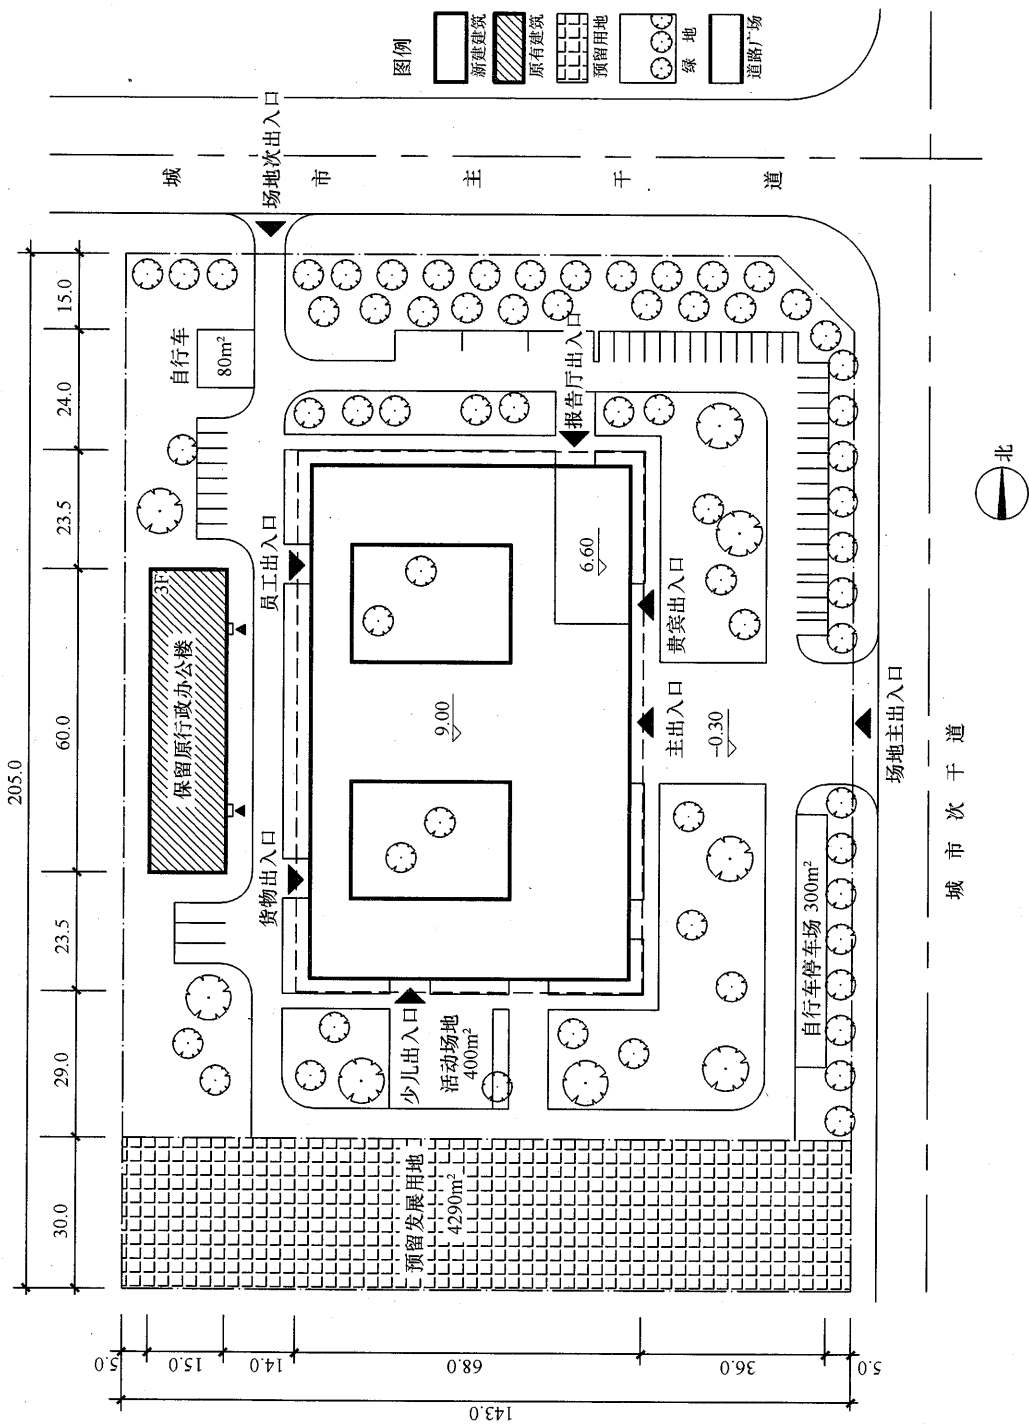 205.0
30.0
29.0
23.5
60.0
23.5
24.0
15.0
5.0
15.0
14.0
68.0
36.0
5.0
143.0
保留原行政办公楼
3F
自行车
80m²
场地次出入口
城市主干道
货物出入口
员工出入口
预留发展用地
4290m²
少儿出入口
活动场地
400m²
9.00
6.60
报告厅出入口
主出入口
-0.30
贵宾出入口
自行车停车场 300m²
场地主出入口
城市次干道
北
图例
新建建筑
原有建筑
预留用地
绿 地
道路广场